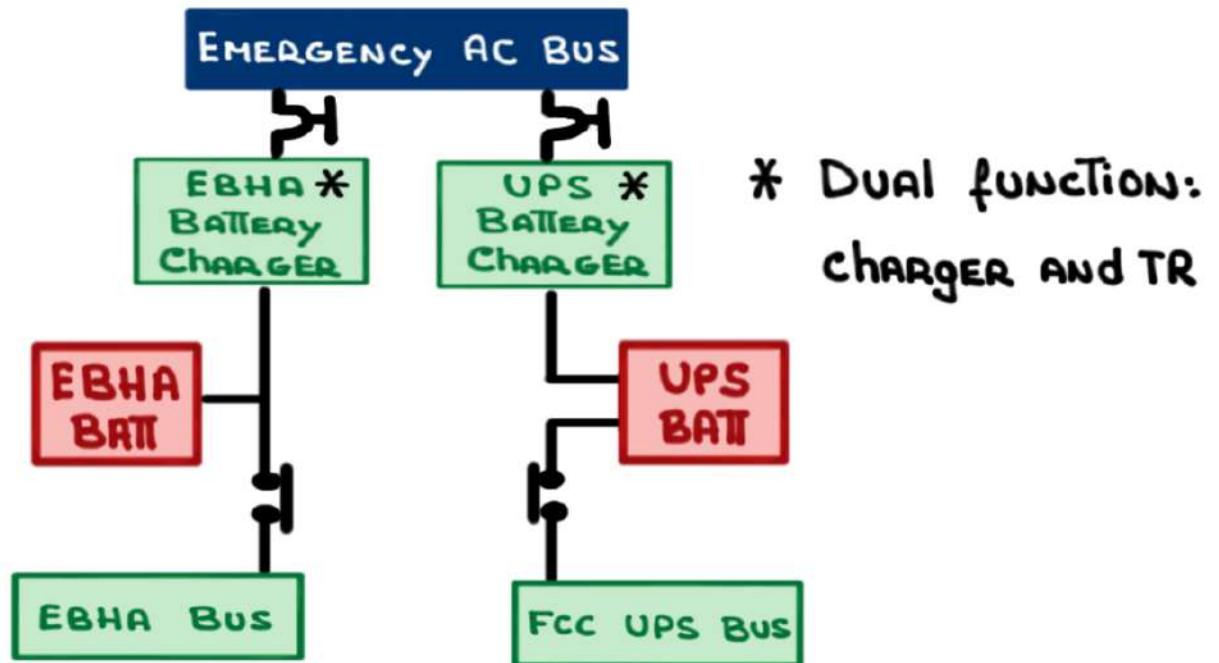 EMERGENCY AC BUS
EBHA *
BATTERY
CHARGER
UPS *
BATTERY
CHARGER
* DUAL FUNCTION:
CHARGER AND TR
EBHA
BATT
UPS
BATT
EBHA BUS
FCC UPS BUS